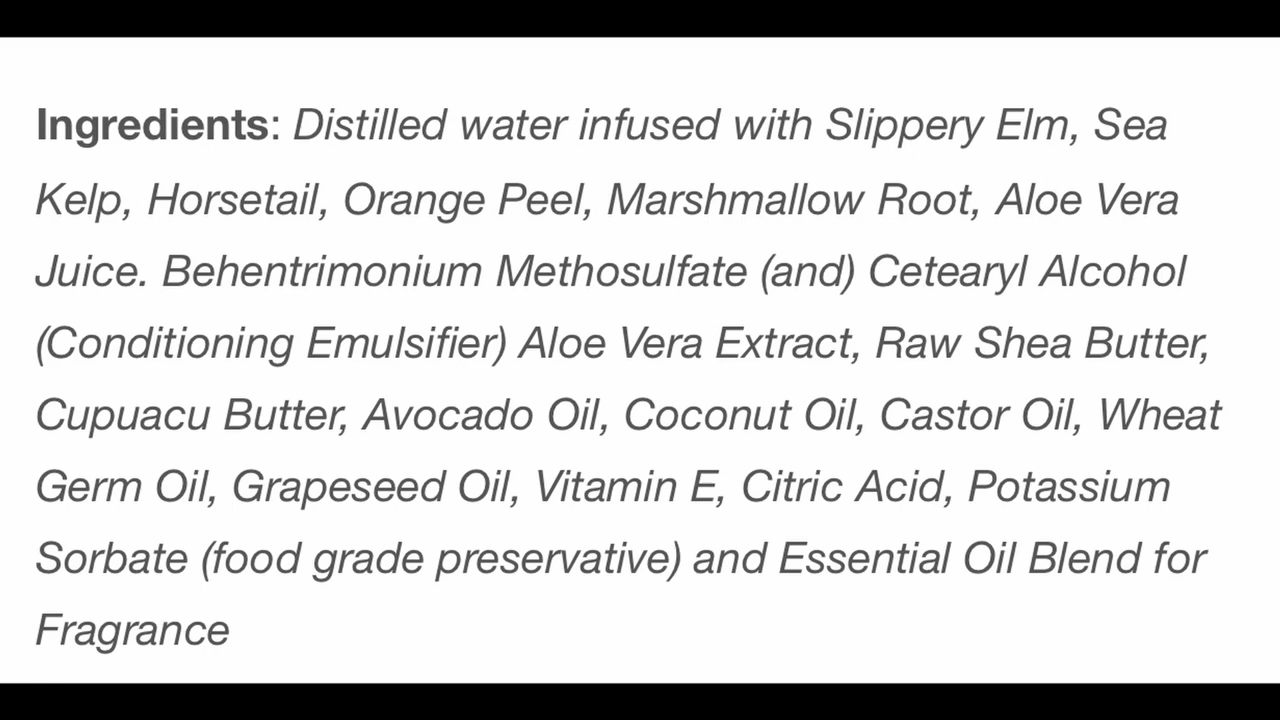 Ingredients: Distilled water infused with Slippery Elm, Sea
Kelp, Horsetail, Orange Peel, Marshmallow Root, Aloe Vera
Juice. Behentrimonium Methosulfate (and) Cetearyl Alcohol
(Conditioning Emulsifier) Aloe Vera Extract, Raw Shea Butter,
Cupuacu Butter, Avocado Oil, Coconut Oil, Castor Oil, Wheat
Germ Oil, Grapeseed Oil, Vitamin E, Citric Acid, Potassium
Sorbate (food grade preservative) and Essential Oil Blend for
Fragrance